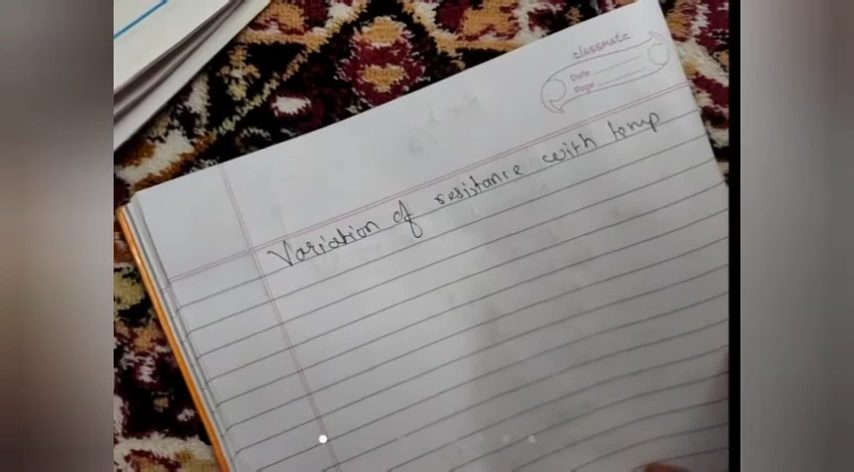 classmate
Date
Page
Variation of resistance with temp